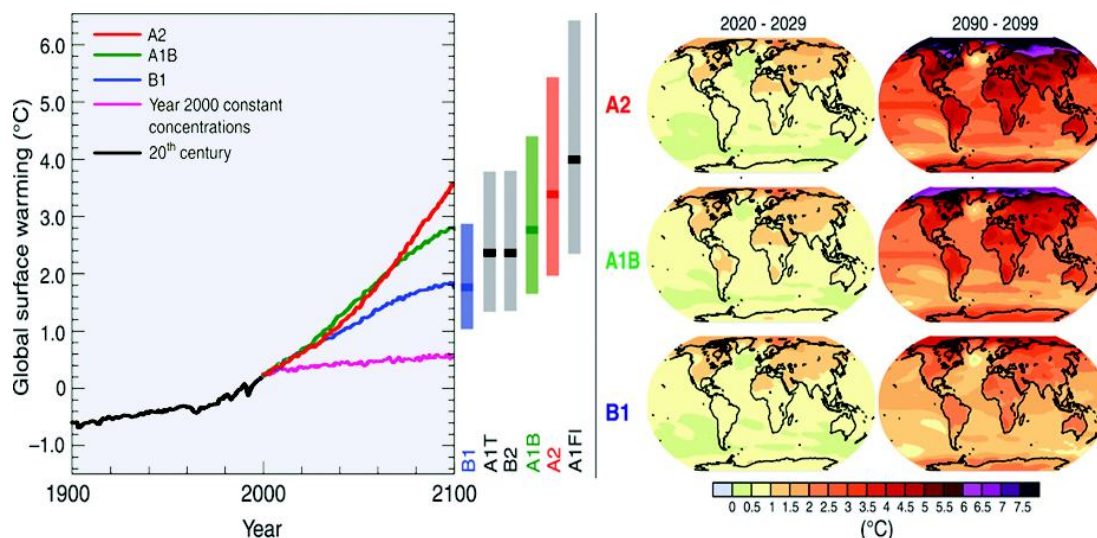 Global surface warming (°C)
6.0
5.0
4.0
3.0
2.0
1.0
0
−1.0
A2
A1B
B1
Year 2000 constant
concentrations
20th century
1900
2000
2100
Year
B1
A1T
B2
A1B
A2
A1FI
2020 - 2029
2090 - 2099
A2
A1B
B1
0 0.5 1 1.5 2 2.5 3 3.5 4 4.5 5 5.5 6 6.5 7 7.5
(°C)